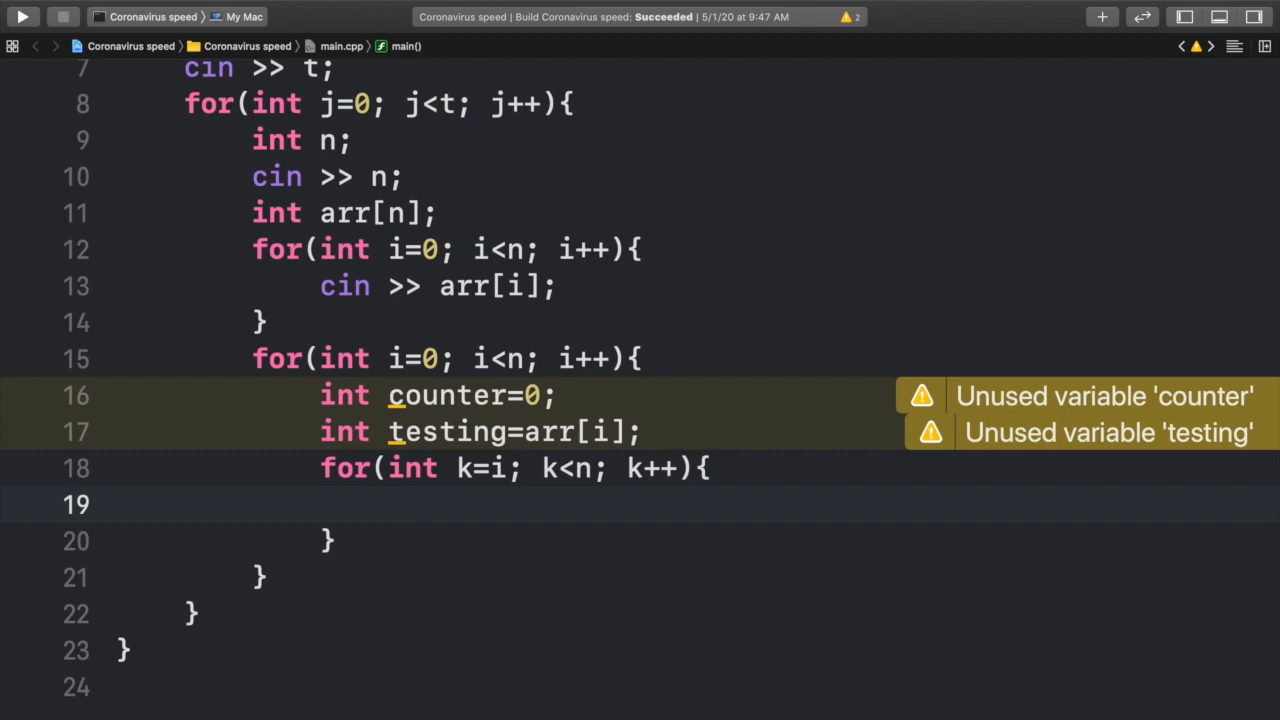 Coronavirus speed 〉 My Mac
Coronavirus speed | Build Coronavirus speed: Succeeded | 5/1/20 at 9:47 AM
2
Coronavirus speed 〉 Coronavirus speed 〉 main.cpp 〉 main()
7 cin >> t;
8 for(int j=0; j<t; j++){
9 int n;
10 cin >> n;
11 int arr[n];
12 for(int i=0; i<n; i++){
13 cin >> arr[i];
14 }
15 for(int i=0; i<n; i++){
16 int counter=0; Unused variable 'counter'
17 int testing=arr[i]; Unused variable 'testing'
18 for(int k=i; k<n; k++){
19
20 }
21 }
22 }
23 }
24